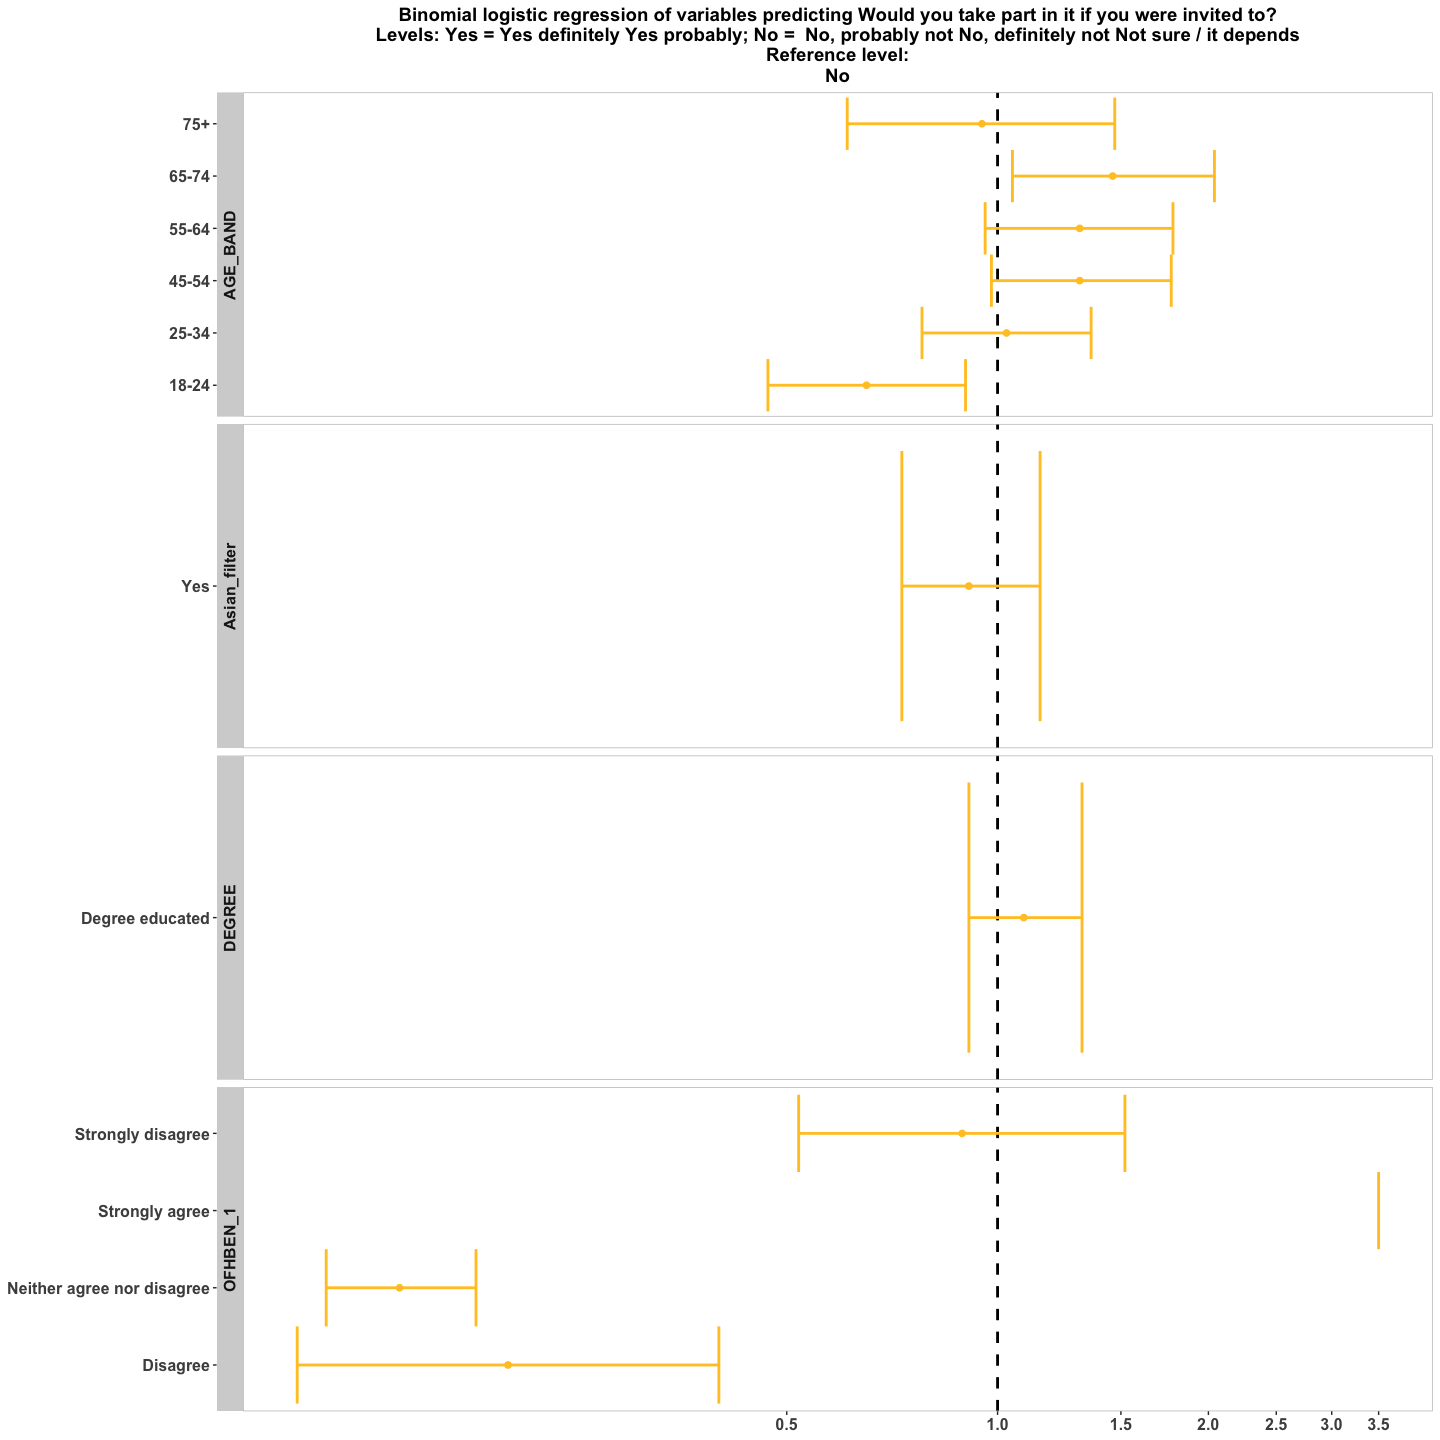 Binomial logistic regression of variables predicting Would you take part in it if you were invited to?
Levels: Yes = Yes definitely Yes probably; No =  No, probably not No, definitely not Not sure / it depends
Reference level:
No
AGE_BAND
75+
65-74
55-64
45-54
25-34
18-24
Asian_filter
Yes
DEGREE
Degree educated
OFHBEN_1
Strongly disagree
Strongly agree
Neither agree nor disagree
Disagree
0.5 1.0 1.5 2.0 2.5 3.0 3.5